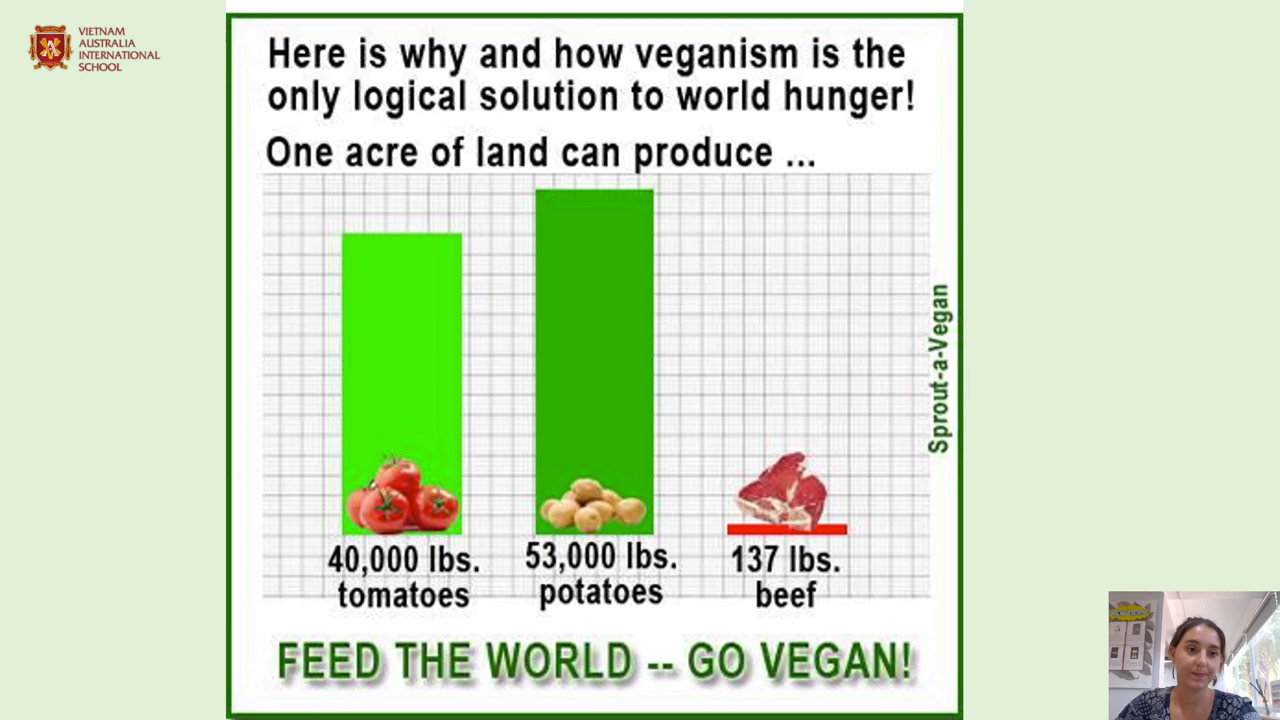 VIETNAM
AUSTRALIA
INTERNATIONAL
SCHOOL
Here is why and how veganism is the
only logical solution to world hunger!
One acre of land can produce ...
Sprout-a-Vegan
40,000 lbs.
tomatoes
53,000 lbs.
potatoes
137 lbs.
beef
FEED THE WORLD -- GO VEGAN!